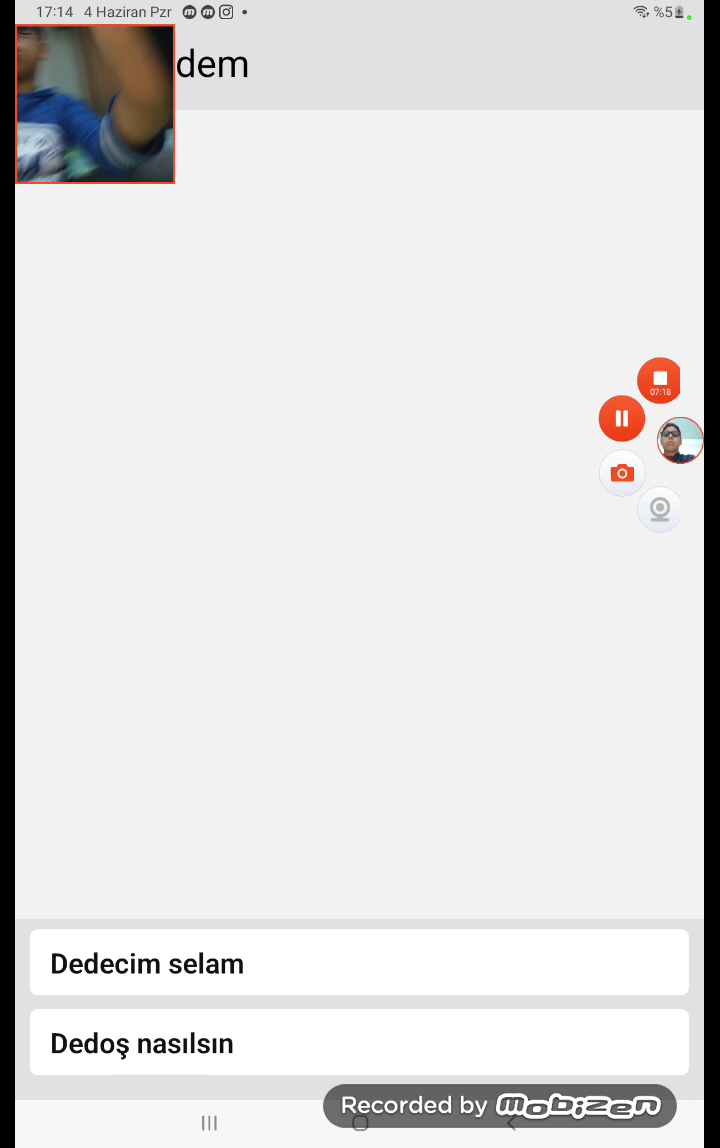 17:14 4 Haziran Pzr %5
dem
07:18
Dedecim selam
Dedoş nasılsın
Recorded by mobizen